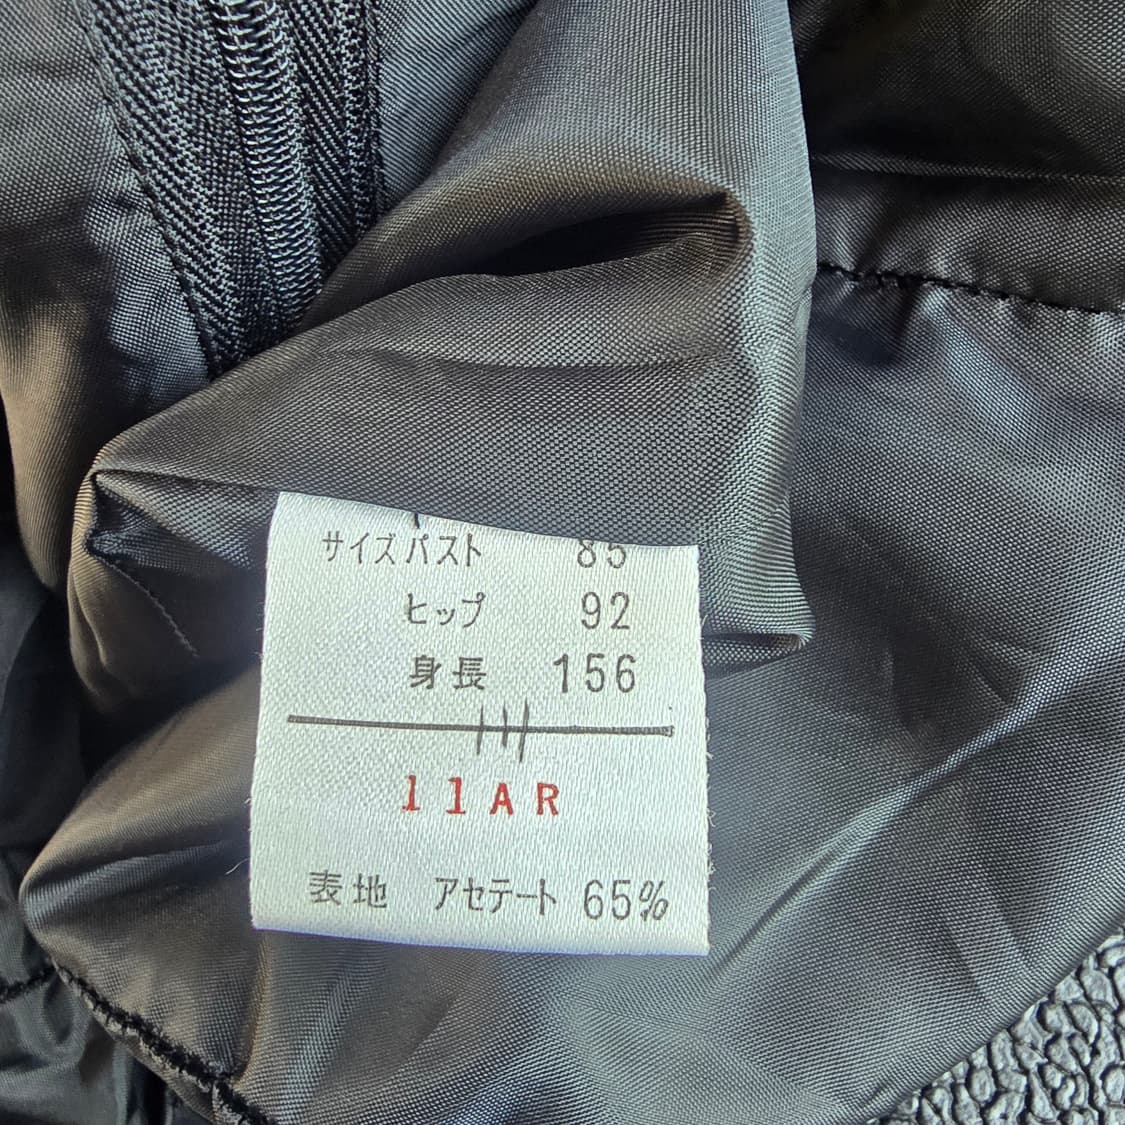 サイズバスト 85
ヒップ 92
身長 156
11AR
表地 アセテート 65%